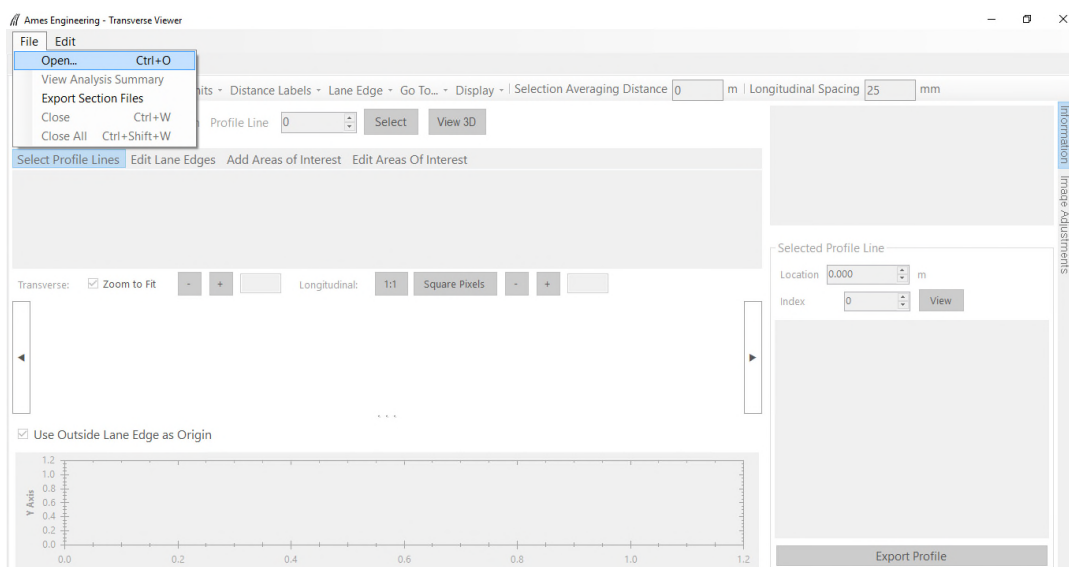 Ames Engineering - Transverse Viewer
File Edit
Open... Ctrl+O
View Analysis Summary
Export Section Files
Close Ctrl+W
Close All Ctrl+Shift+W
Distance Labels Lane Edge Go To... Display Selection Averaging Distance 0 m Longitudinal Spacing 25 mm
Profile Line 0 Select View 3D
Select Profile Lines Edit Lane Edges Add Areas of Interest Edit Areas Of Interest
Transverse: Zoom to Fit - + Longitudinal: 1:1 Square Pixels - +
Use Outside Lane Edge as Origin
Y Axis
1.2
1.0
0.8
0.6
0.4
0.2
0.0
0.0 0.2 0.4 0.6 0.8 1.0 1.2
Selected Profile Line
Location 0.000 m
Index 0 View
Export Profile
Information
Image Adjustments